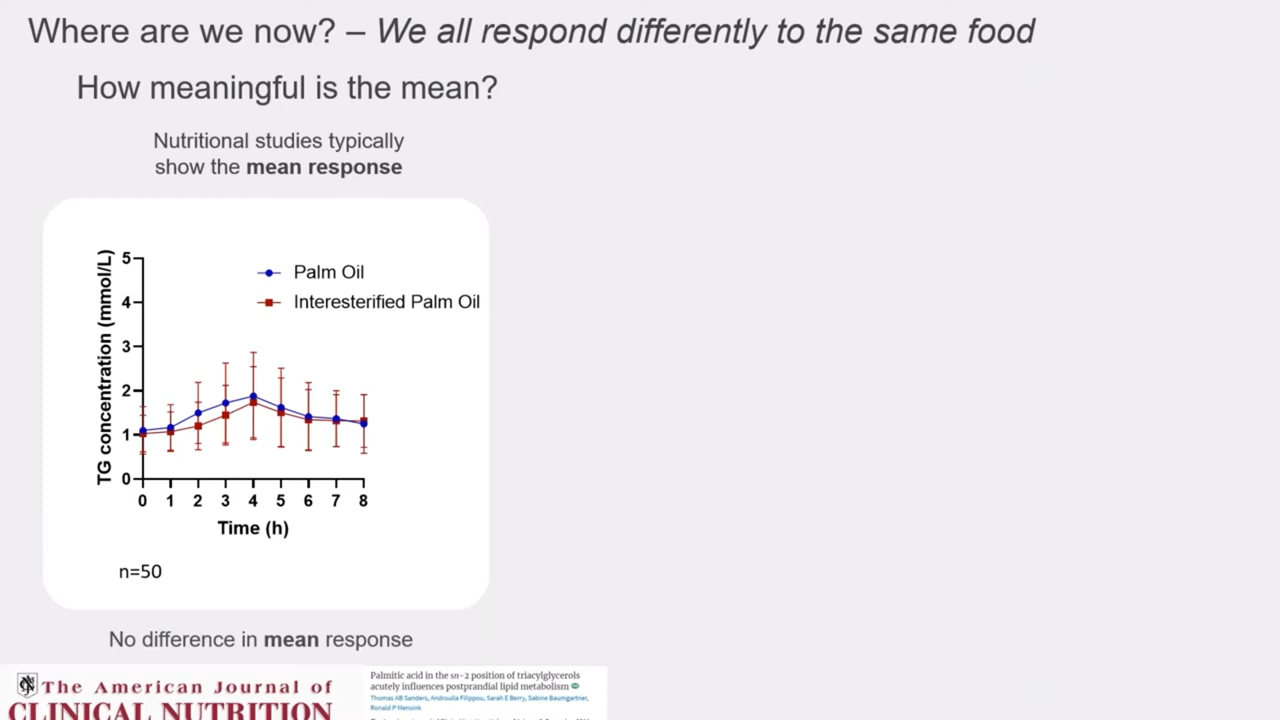 Where are we now? – We all respond differently to the same food
How meaningful is the mean?
Nutritional studies typically
show the mean response
TG concentration (mmol/L)
5
4
3
2
1
0
Palm Oil
Interesterified Palm Oil
0 1 2 3 4 5 6 7 8
Time (h)
n=50
No difference in mean response
The American Journal of
CLINICAL NUTRITION
Palmitic acid in the sn-2 position of triacylglycerols
acutely influences postprandial lipid metabolism
Thomas AB Sanders, Androulla Filippou, Sarah E Berry, Sabine Baumgartner,
Ronald P Mensink